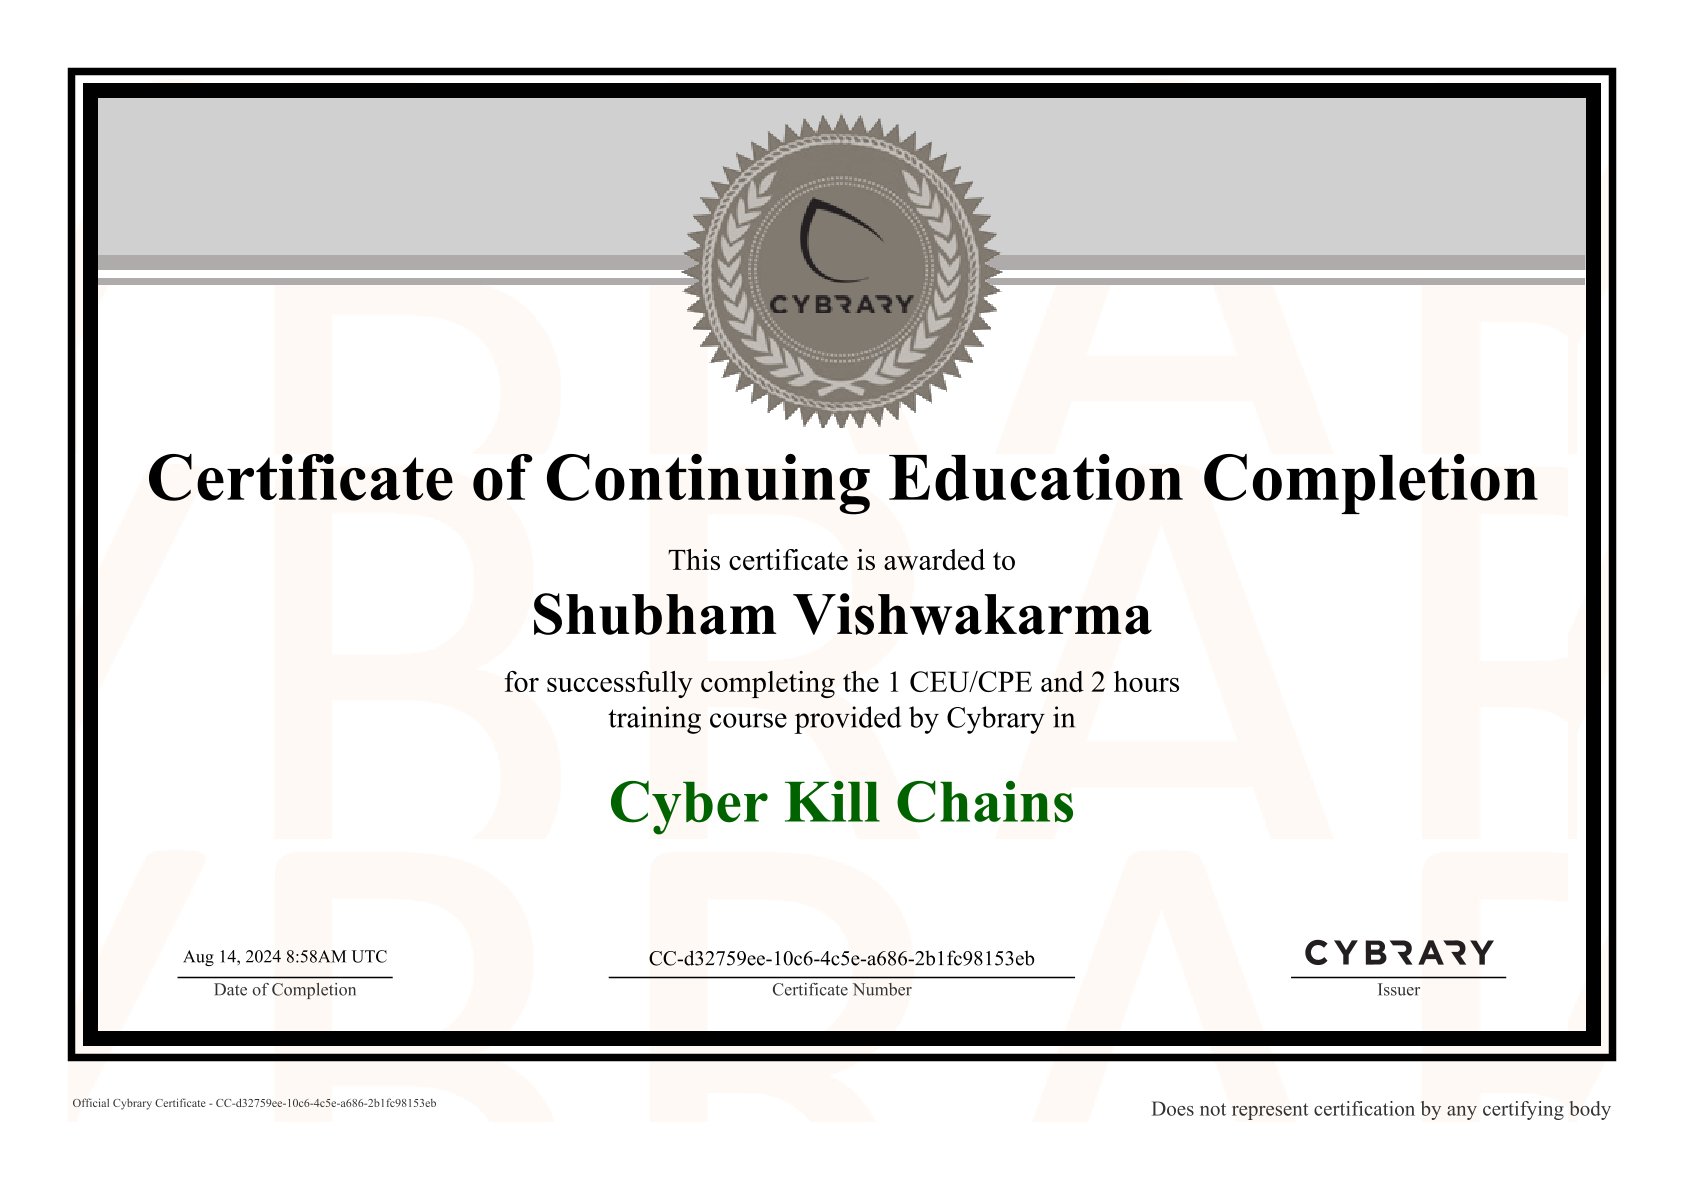 CYBRARY
Certificate of Continuing Education Completion
This certificate is awarded to
Shubham Vishwakarma
for successfully completing the 1 CEU/CPE and 2 hours
training course provided by Cybrary in
Cyber Kill Chains
Aug 14, 2024 8:58AM UTC
Date of Completion
CC-d32759ee-10c6-4c5e-a686-2b1fc98153eb
Certificate Number
CYBRARY
Issuer
Official Cybrary Certificate - CC-d32759ee-10c6-4c5e-a686-2b1fc98153eb
Does not represent certification by any certifying body